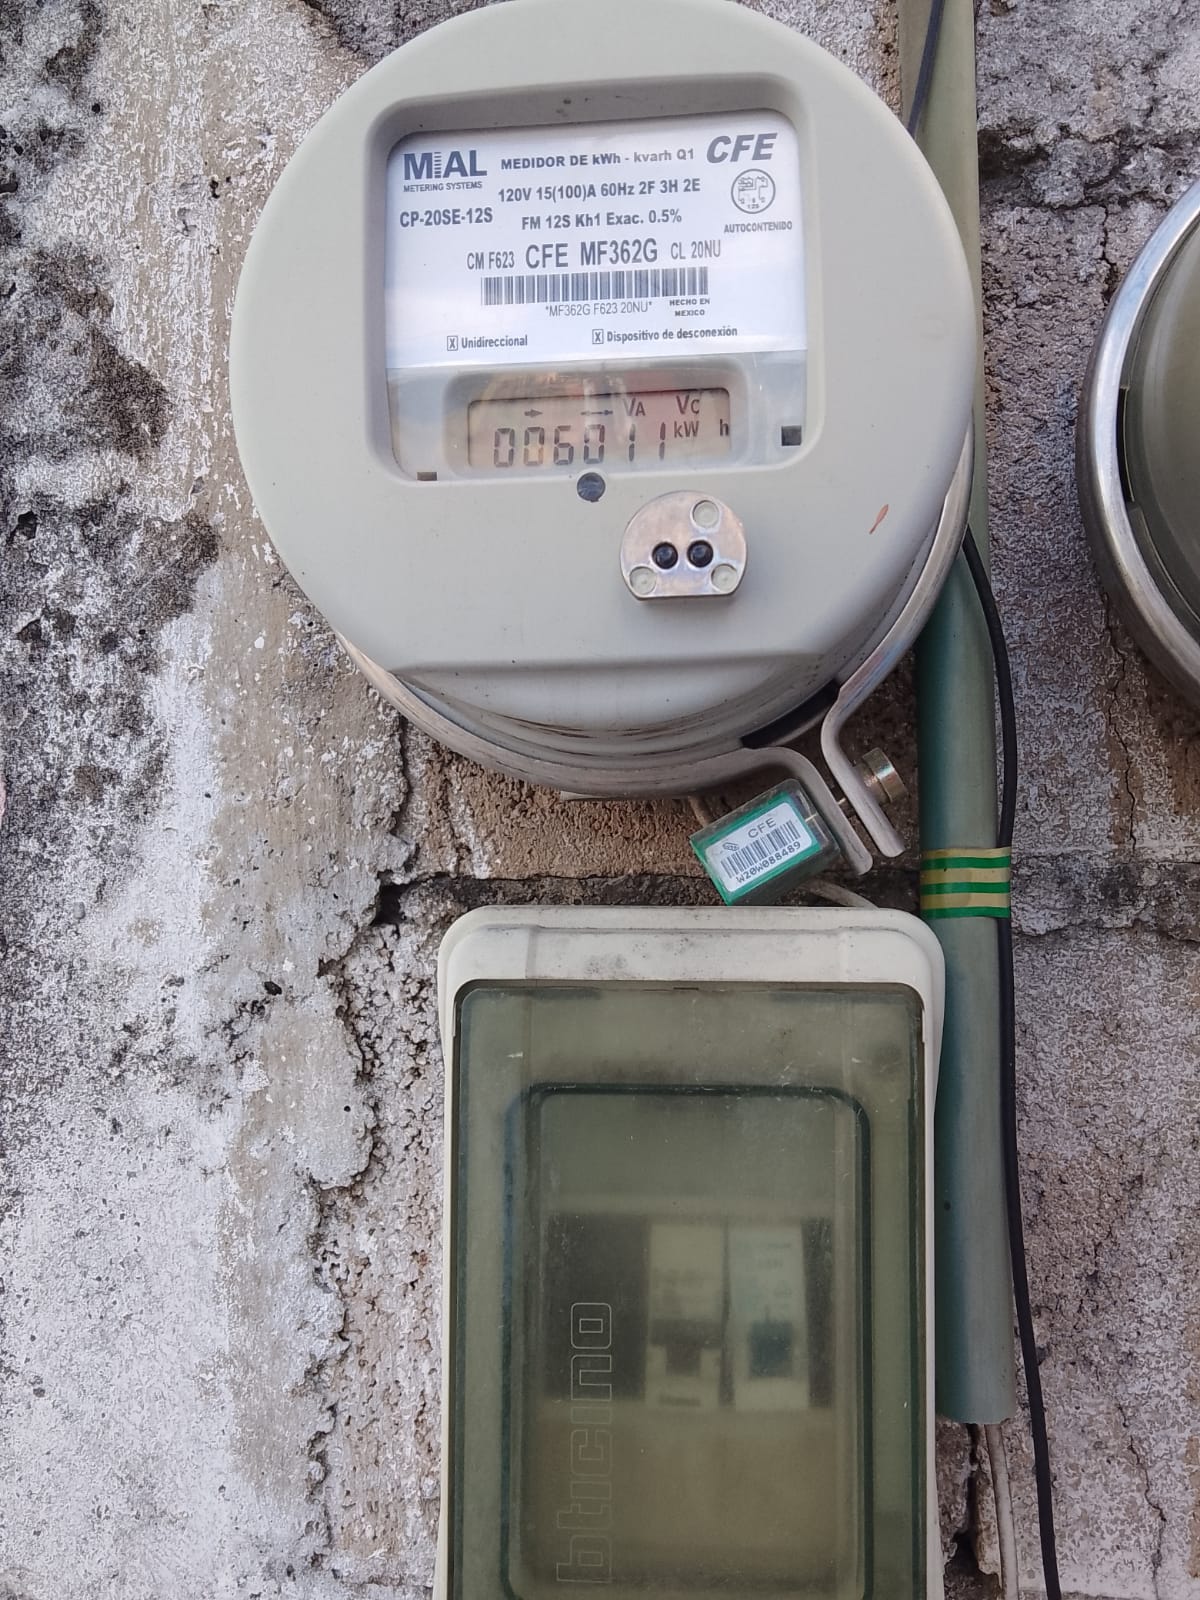 MIAL
METERING SYSTEMS
MEDIDOR DE kWh - kvarh Q1
CFE
120V 15(100)A 60Hz 2F 3H 2E
CP-20SE-12S
FM 12S Kh1 Exac. 0.5%
12S
AUTOCONTENIDO
CM F623 CFE MF362G CL 20NU
*MF362G F623 20NU*
HECHO EN
MEXICO
X Unidireccional
X Dispositivo de desconexión
VA VC
006011 kW h
CFE
W20W088489
bticino